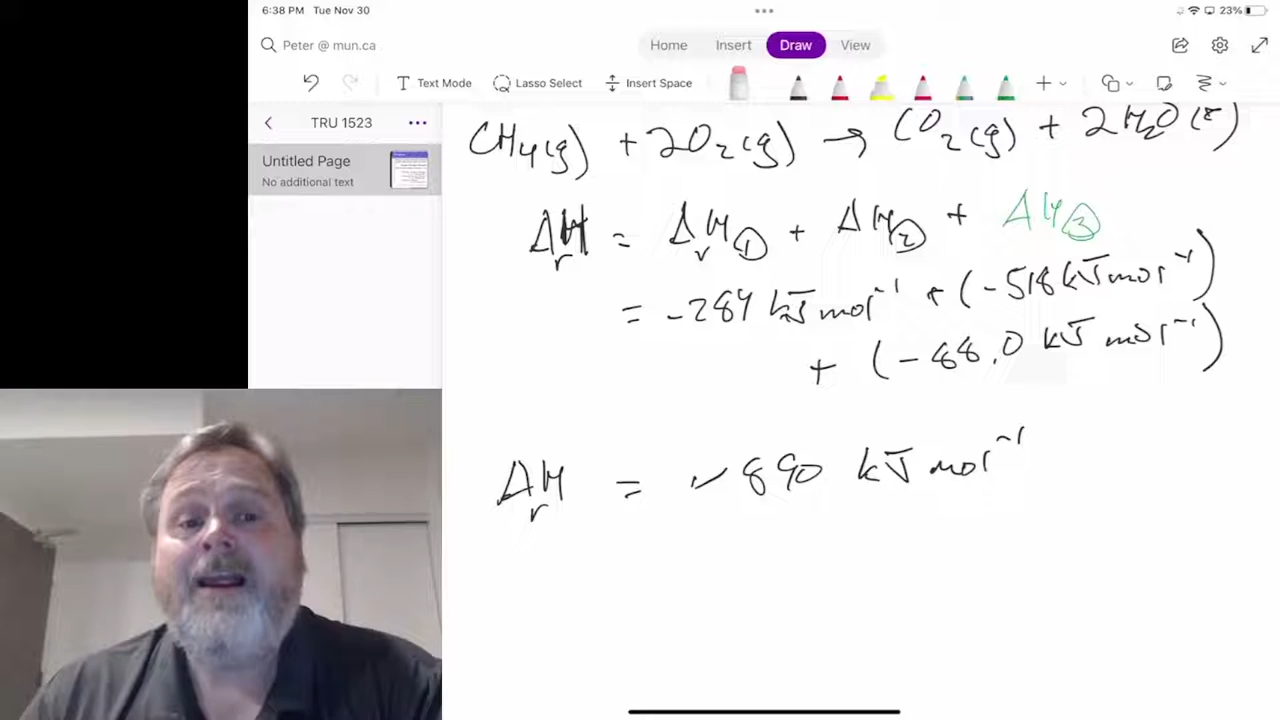 6:38 PM Tue Nov 30
23%
Peter @ mun.ca
Home Insert Draw View
Text Mode Lasso Select Insert Space
TRU 1523
Untitled Page
No additional text
CH₄(g) + 2O₂(g) → CO₂(g) + 2H₂O(ℓ)
ΔᵣH = ΔᵣH① + ΔH② + ΔH③
= -284 kJ mol⁻¹ + (-518 kJ mol⁻¹)
+ (-88.0 kJ mol⁻¹)
ΔᵣH = -890 kJ mol⁻¹